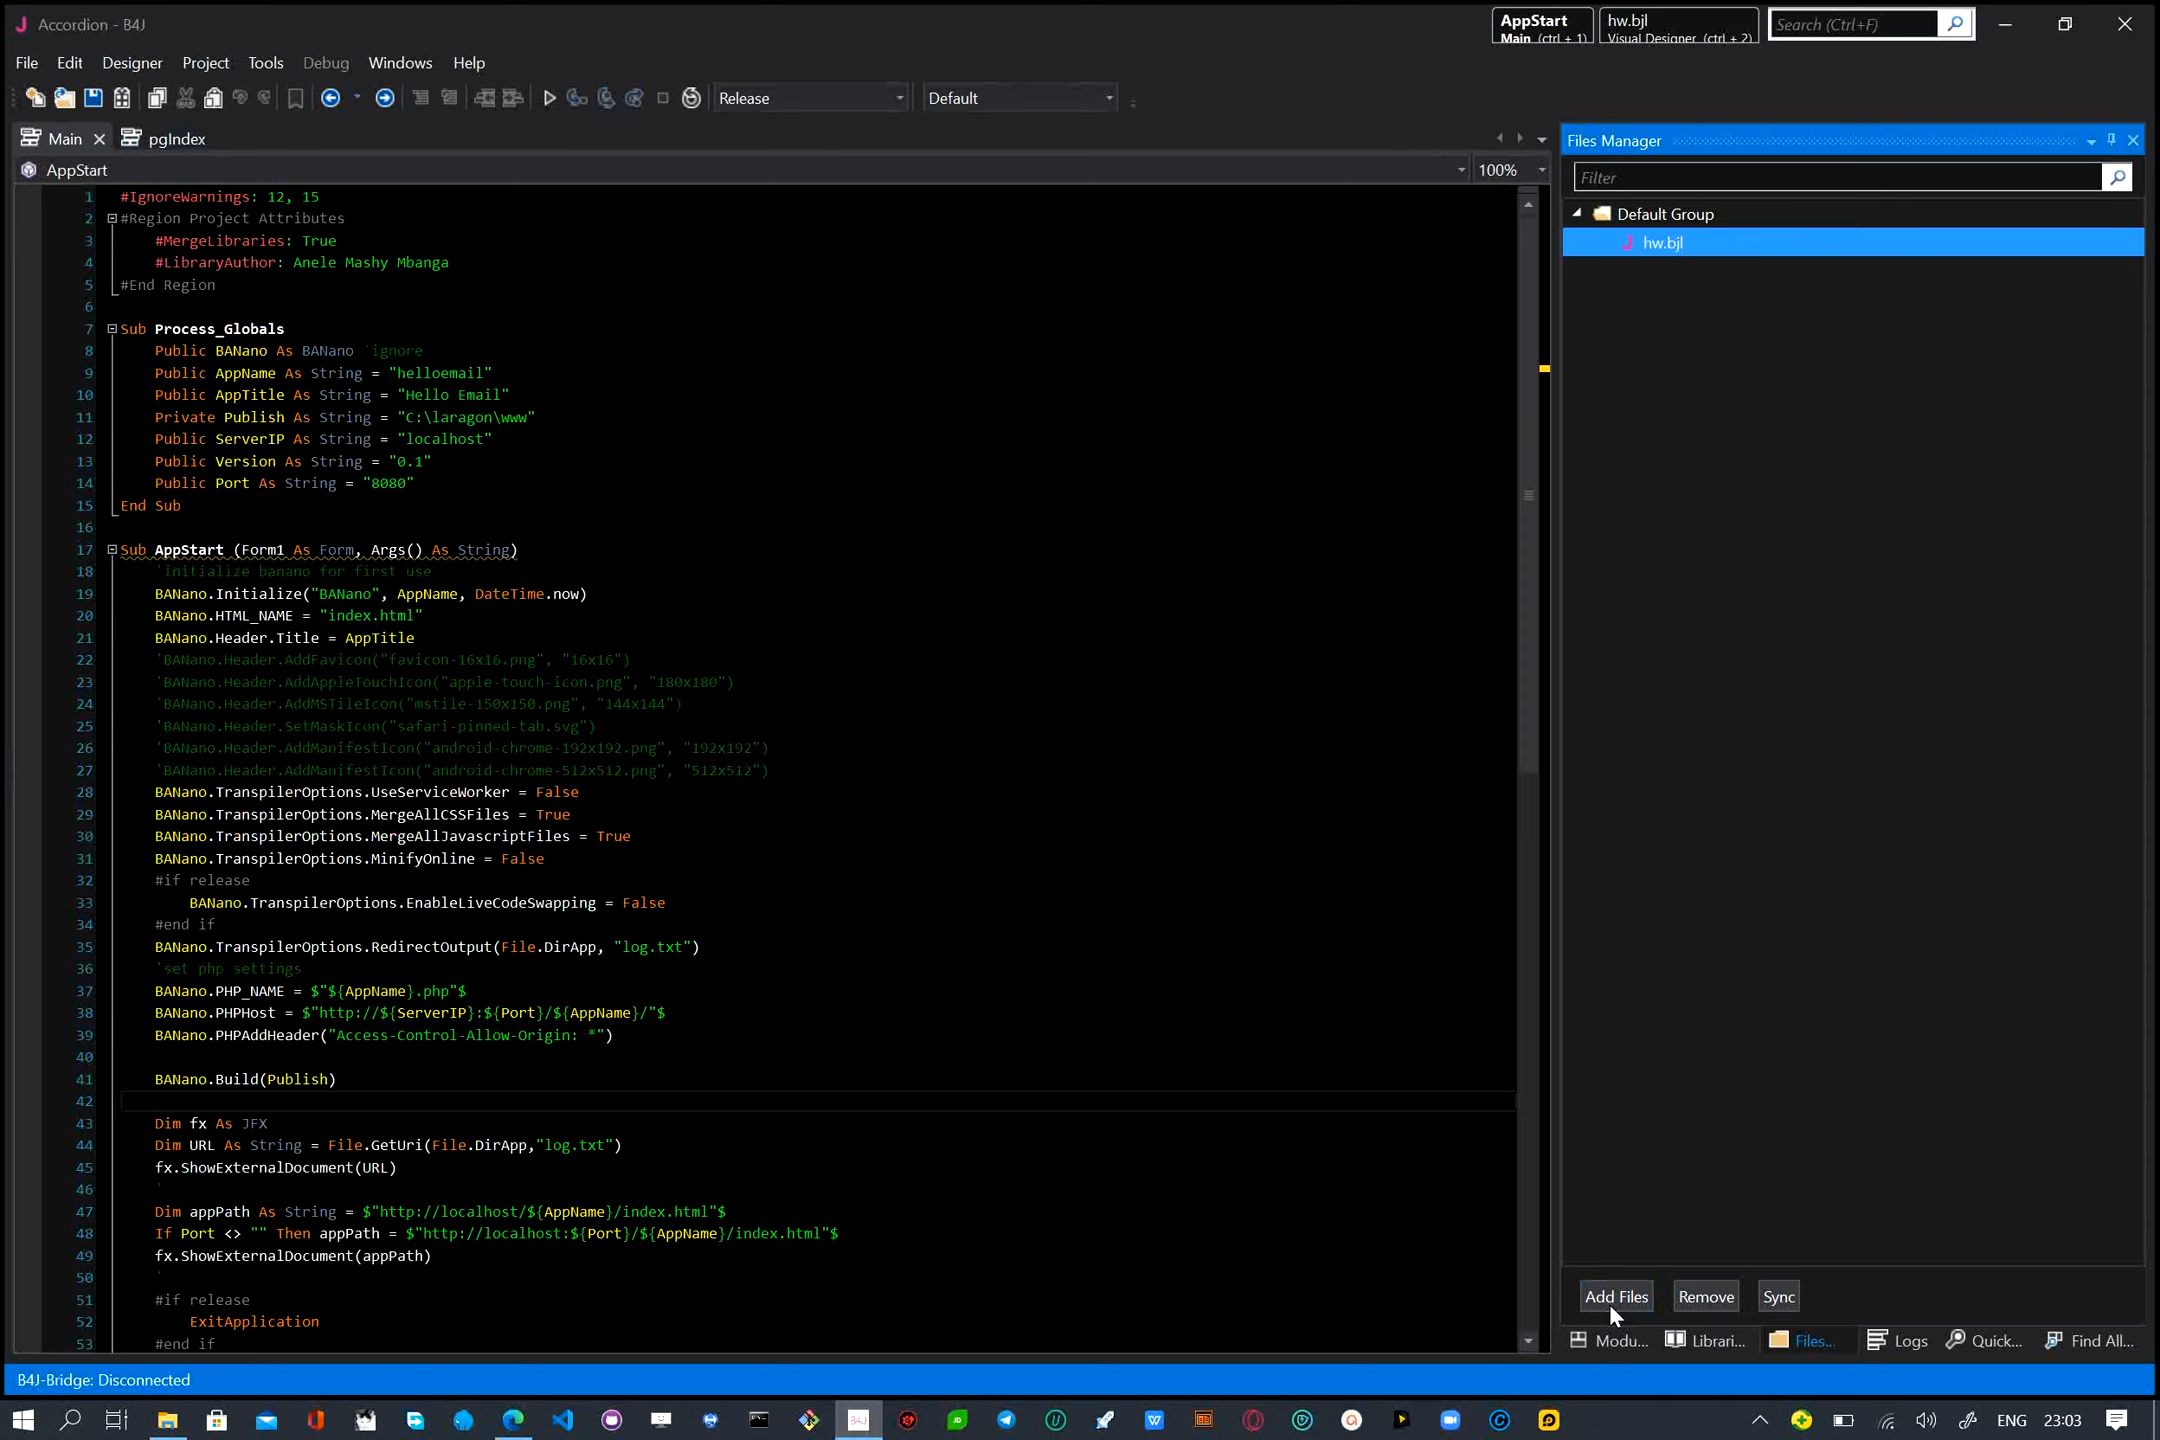 Accordion - B4J
AppStart
Main (ctrl + 1)
hw.bjl
Visual Designer (ctrl + 2)
Search (Ctrl+F)
File Edit Designer Project Tools Debug Windows Help
Release
Default
Main
pgIndex
AppStart
100%
1 #IgnoreWarnings: 12, 15
2 #Region Project Attributes
3 #MergeLibraries: True
4 #LibraryAuthor: Anele Mashy Mbanga
5 #End Region
6
7 Sub Process_Globals
8 Public BANano As BANano 'ignore
9 Public AppName As String = "helloemail"
10 Public AppTitle As String = "Hello Email"
11 Private Publish As String = "C:\laragon\www"
12 Public ServerIP As String = "localhost"
13 Public Version As String = "0.1"
14 Public Port As String = "8080"
15 End Sub
16
17 Sub AppStart (Form1 As Form, Args() As String)
18 'initialize banano for first use
19 BANano.Initialize("BANano", AppName, DateTime.now)
20 BANano.HTML_NAME = "index.html"
21 BANano.Header.Title = AppTitle
22 'BANano.Header.AddFavicon("favicon-16x16.png", "16x16")
23 'BANano.Header.AddAppleTouchIcon("apple-touch-icon.png", "180x180")
24 'BANano.Header.AddMSTileIcon("mstile-150x150.png", "144x144")
25 'BANano.Header.SetMaskIcon("safari-pinned-tab.svg")
26 'BANano.Header.AddManifestIcon("android-chrome-192x192.png", "192x192")
27 'BANano.Header.AddManifestIcon("android-chrome-512x512.png", "512x512")
28 BANano.TranspilerOptions.UseServiceWorker = False
29 BANano.TranspilerOptions.MergeAllCSSFiles = True
30 BANano.TranspilerOptions.MergeAllJavascriptFiles = True
31 BANano.TranspilerOptions.MinifyOnline = False
32 #if release
33 BANano.TranspilerOptions.EnableLiveCodeSwapping = False
34 #end if
35 BANano.TranspilerOptions.RedirectOutput(File.DirApp, "log.txt")
36 'set php settings
37 BANano.PHP_NAME = $"${AppName}.php"$
38 BANano.PHPHost = $"http://${ServerIP}:${Port}/${AppName}/"$
39 BANano.PHPAddHeader("Access-Control-Allow-Origin: *")
40
41 BANano.Build(Publish)
42
43 Dim fx As JFX
44 Dim URL As String = File.GetUri(File.DirApp,"log.txt")
45 fx.ShowExternalDocument(URL)
46 '
47 Dim appPath As String = $"http://localhost/${AppName}/index.html"$
48 If Port <> "" Then appPath = $"http://localhost:${Port}/${AppName}/index.html"$
49 fx.ShowExternalDocument(appPath)
50 '
51 #if release
52 ExitApplication
53 #end if
Files Manager
Filter
Default Group
hw.bjl
Add Files Remove Sync
Modu... Librari... Files... Logs Quick... Find All...
B4J-Bridge: Disconnected
B4J
ENG 23:03